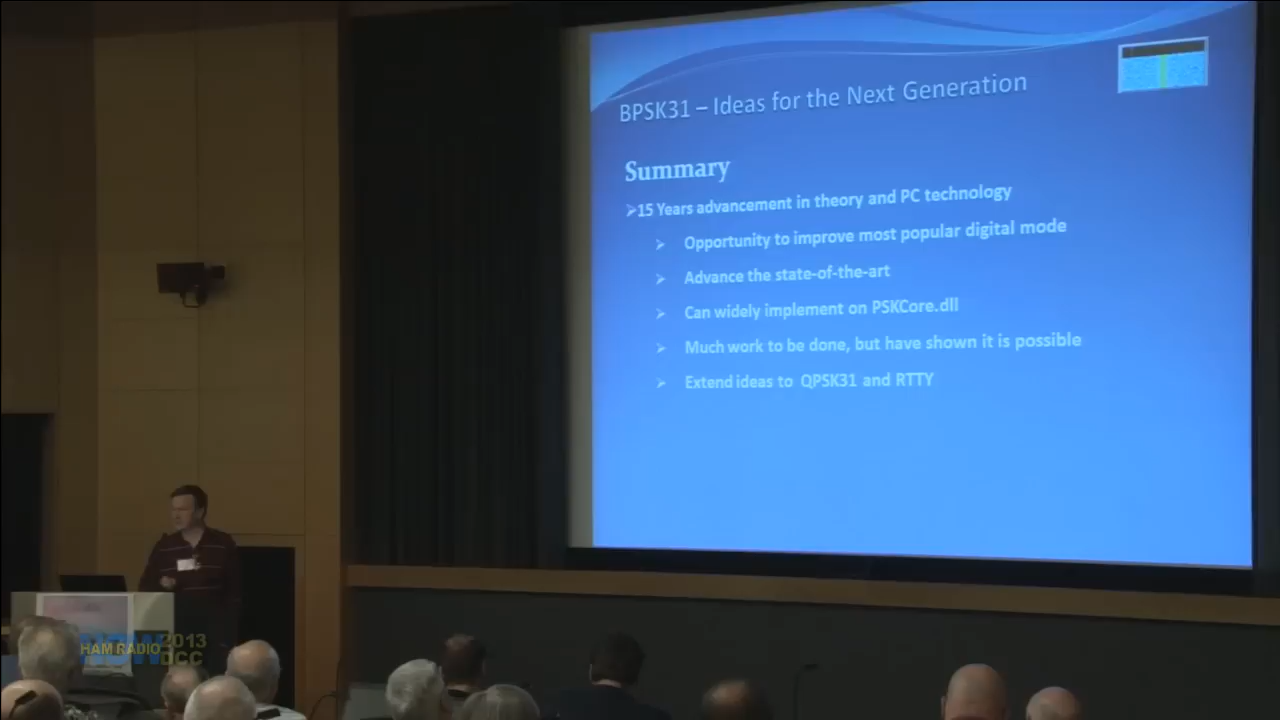 BPSK31 – Ideas for the Next Generation
Summary
➢15 Years advancement in theory and PC technology
➢ Opportunity to improve most popular digital mode
➢ Advance the state-of-the-art
➢ Can widely implement on PSKCore.dll
➢ Much work to be done, but have shown it is possible
➢ Extend ideas to QPSK31 and RTTY
HAM RADIO
NOW
2013
DCC